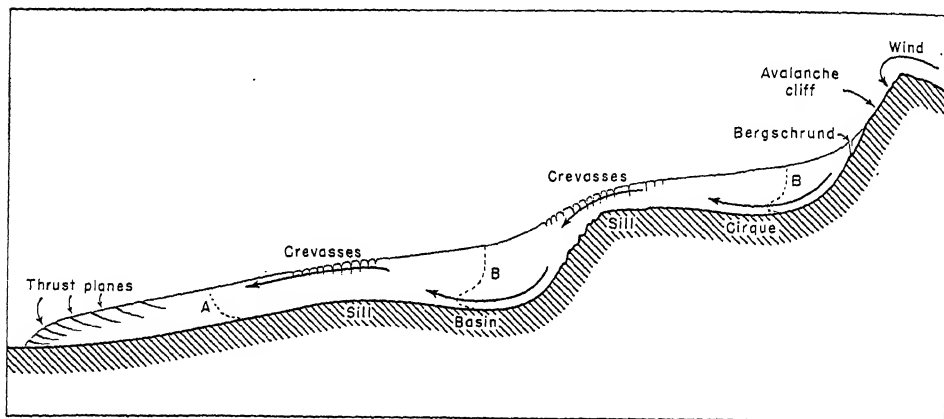 Wind
Avalanche
cliff
Bergschrund
Crevasses
B
Sill
Cirque
Crevasses
B
Thrust planes
A
Sill
Basin